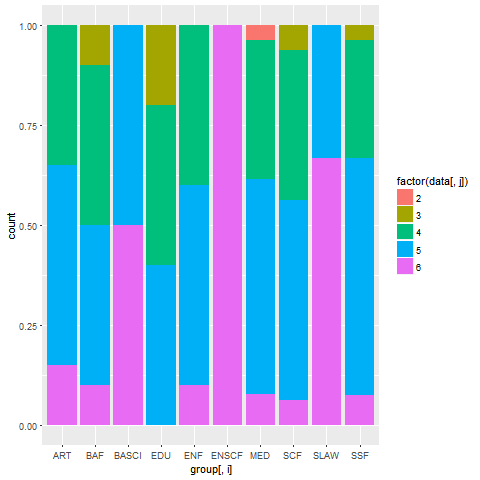 1.00
0.75
0.50
0.25
0.00
count
ART BAF BASCI EDU ENF ENSCF MED SCF SLAW SSF
group[, i]
factor(data[, j])
2
3
4
5
6